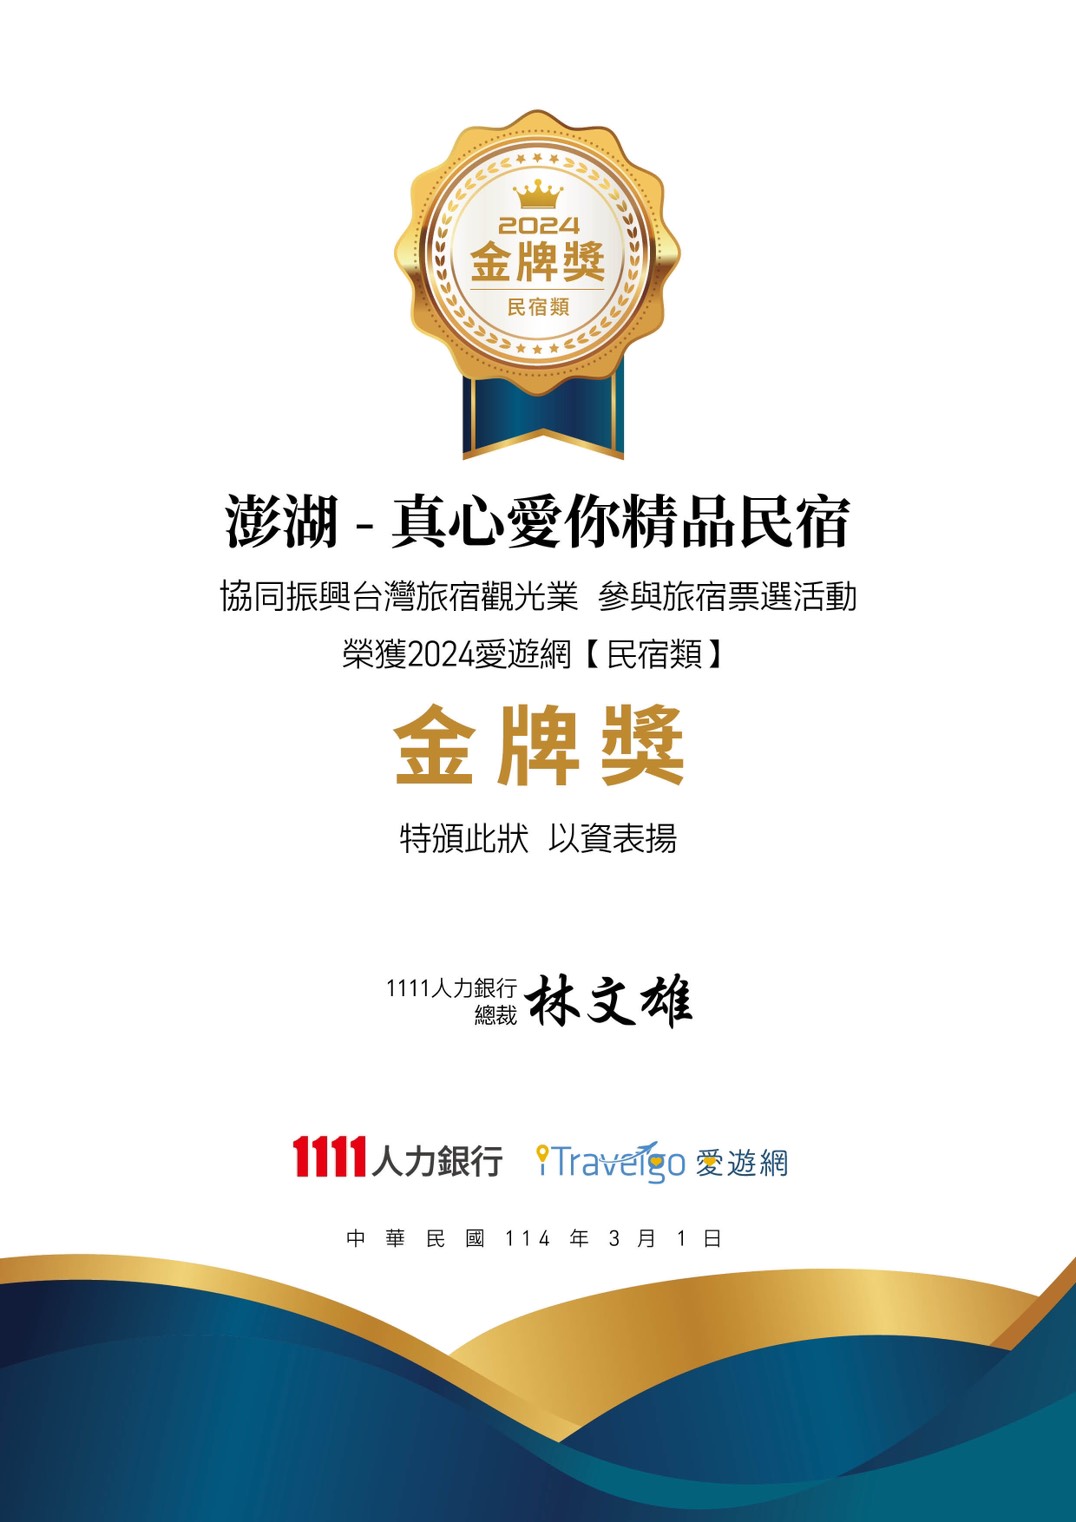 2024
金牌獎
民宿類
澎湖 - 真心愛你精品民宿
協同振興台灣旅宿觀光業 參與旅宿票選活動
榮獲2024愛遊網【民宿類】
金牌獎
特頒此狀 以資表揚
1111人力銀行
總裁 林文雄
1111人力銀行 iTravelgo 愛遊網
中華民國114年3月1日